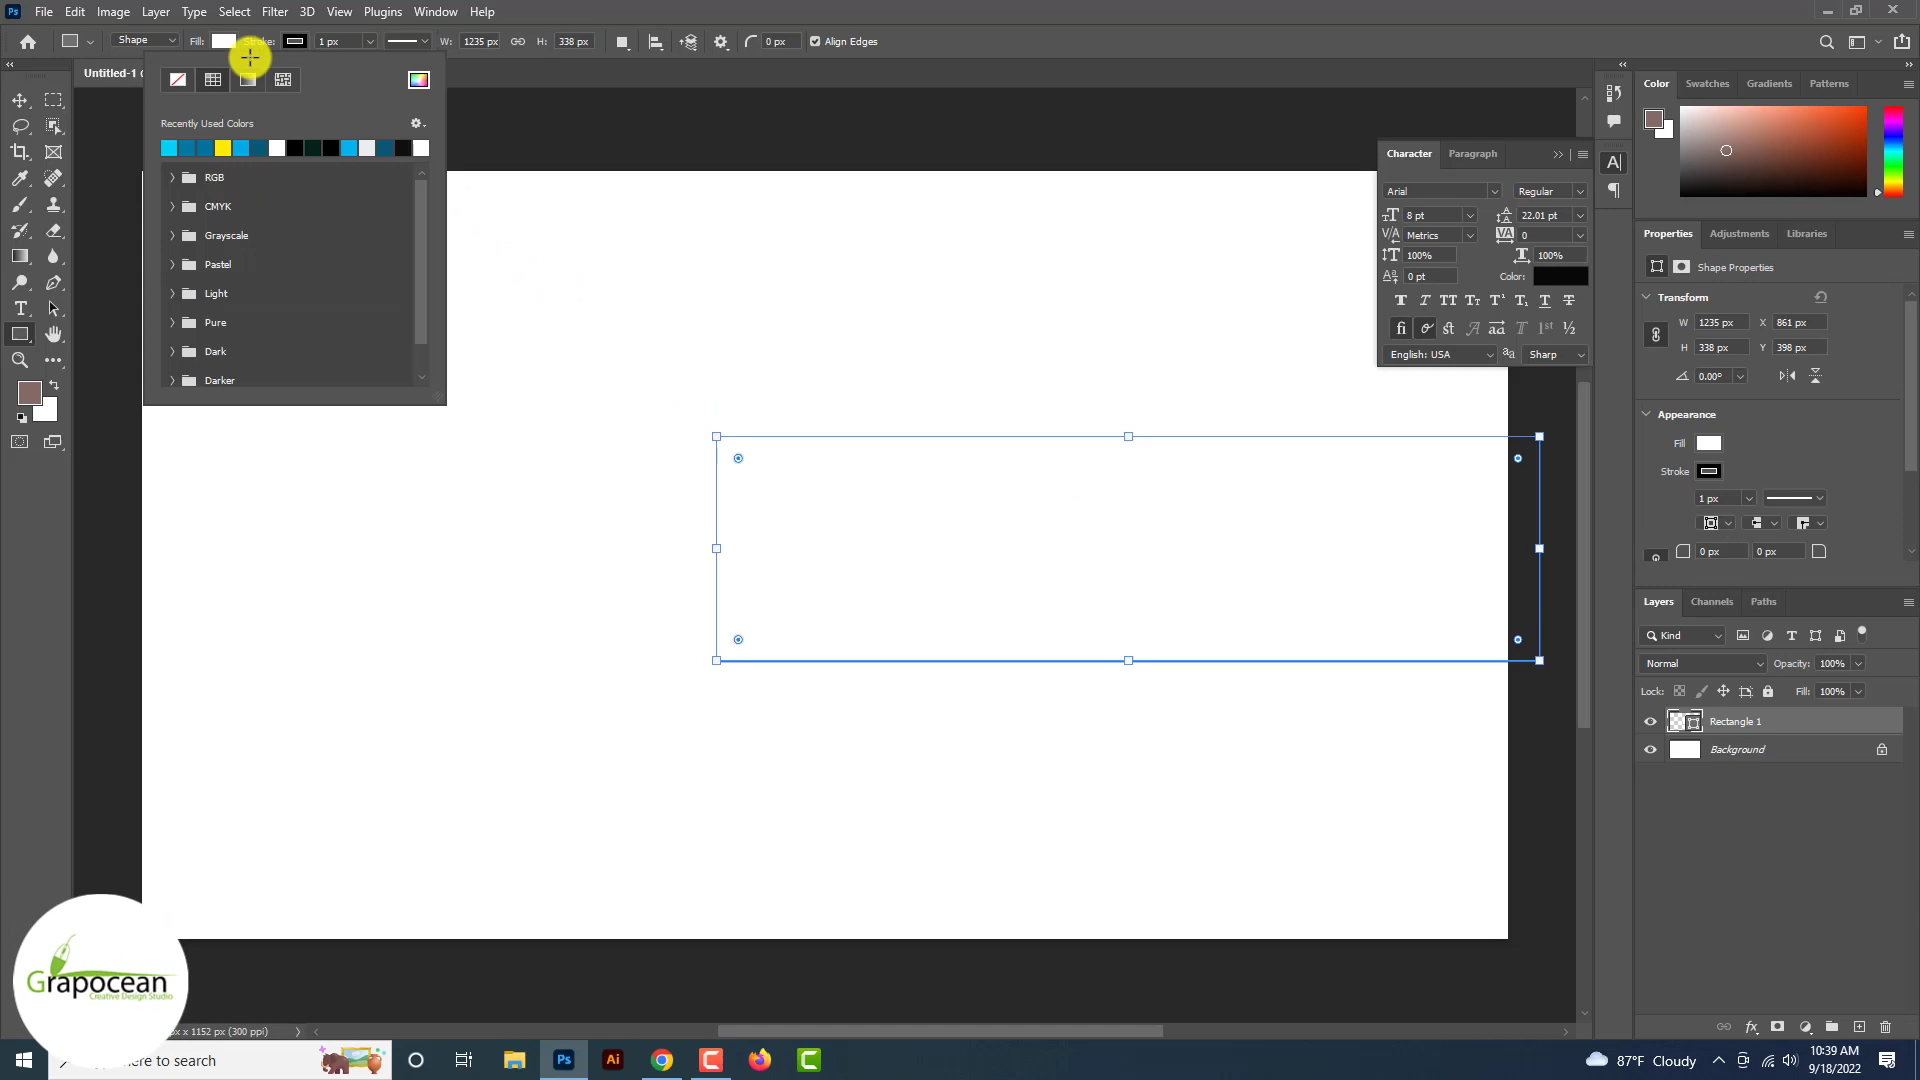 Ps File Edit Image Layer Type Select Filter 3D View Plugins Window Help
Shape Fill: Stroke: 1 px W: 1235 px H: 338 px 0 px Align Edges
Untitled-1
Recently Used Colors
RGB
CMYK
Grayscale
Pastel
Light
Pure
Dark
Darker
Character Paragraph
Arial Regular
8 pt 22.01 pt
Metrics 0
100% 100%
0 pt Color:
English: USA Sharp
Color Swatches Gradients Patterns
Properties Adjustments Libraries
Shape Properties
Transform
W 1235 px X 861 px
H 338 px Y 398 px
0.00°
Appearance
Fill
Stroke
1 px
0 px 0 px
Layers Channels Paths
Kind
Normal Opacity: 100%
Lock: Fill: 100%
Rectangle 1
Background
Grapocean
Creative Design Studio
px x 1152 px (300 ppi)
here to search
Ps Ai
87°F Cloudy
10:39 AM
9/18/2022